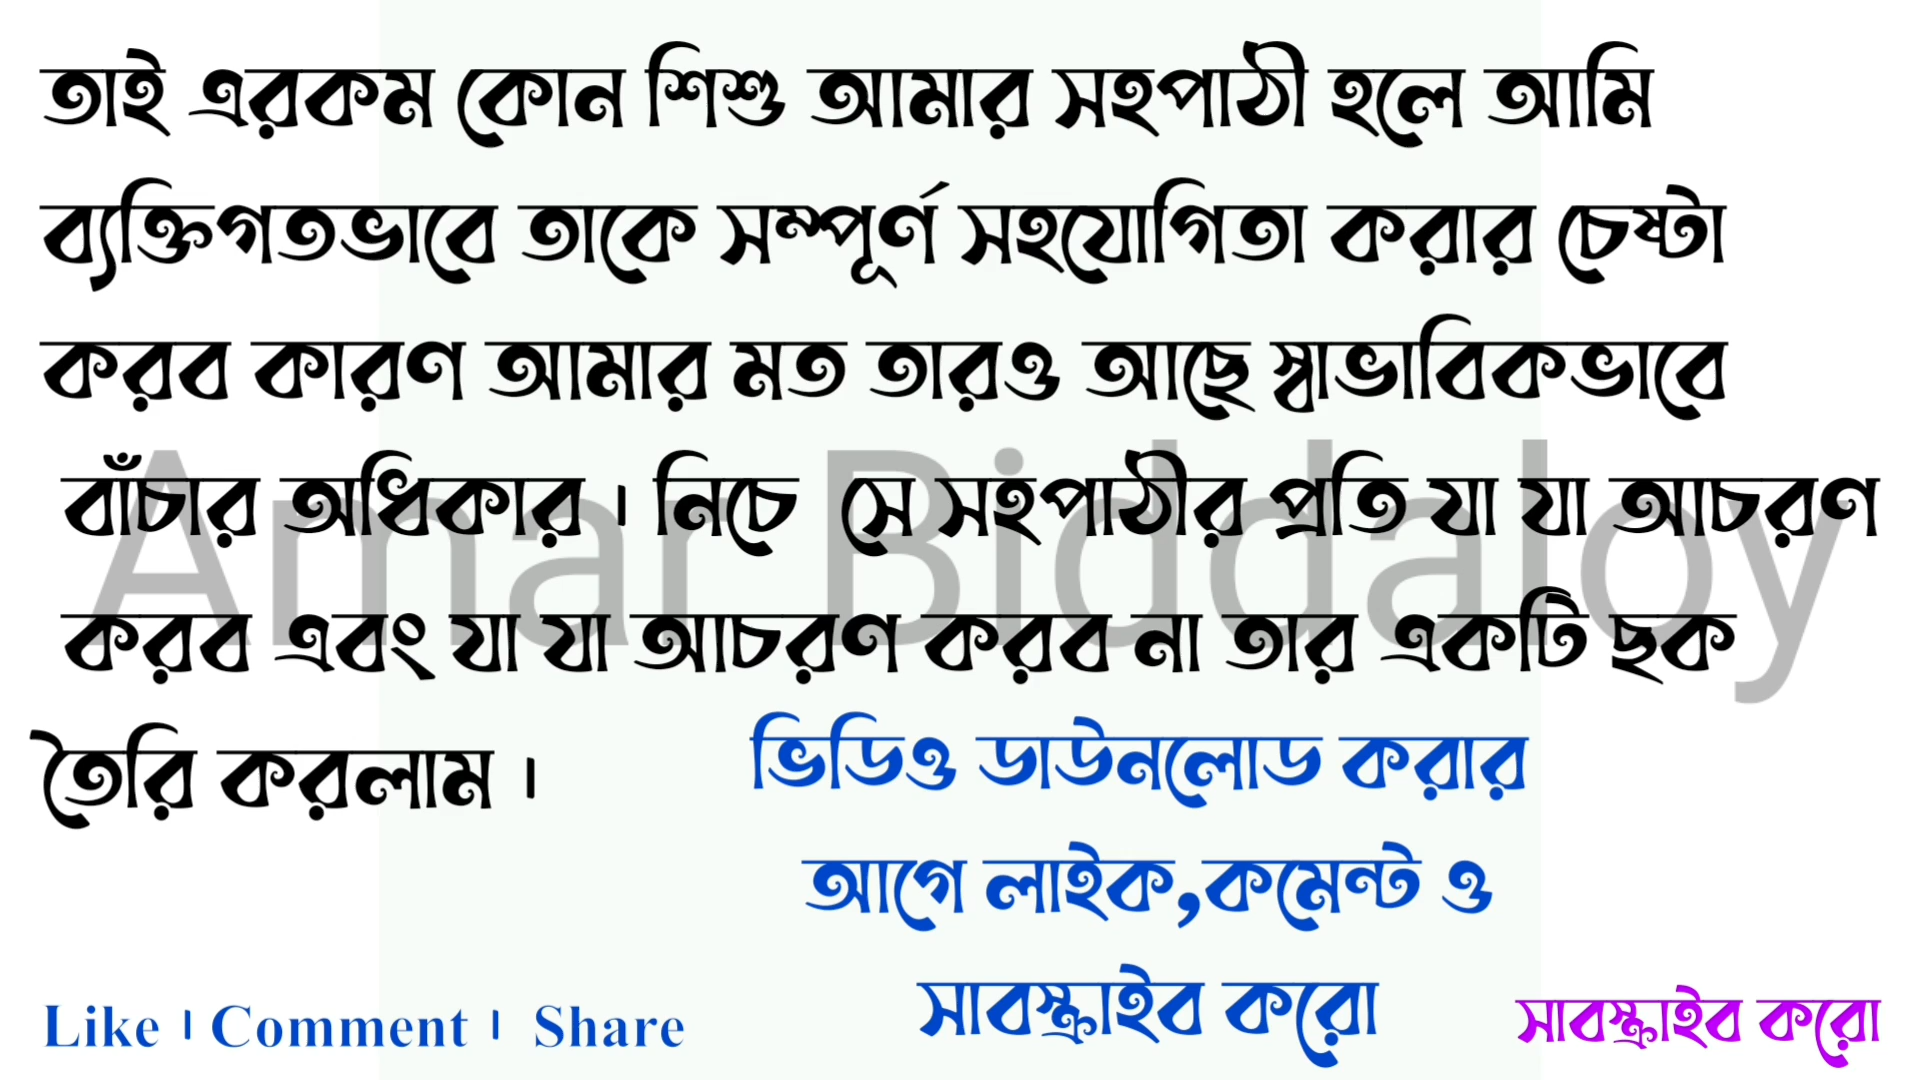 তাই এরকম কোন শিশু আমার সহপাঠী হলে আমি
ব্যক্তিগতভাবে তাকে সম্পূর্ণ সহযোগিতা করার চেষ্টা
করব কারণ আমার মত তারও আছে স্বাভাবিকভাবে
বাঁচার অধিকার । নিচে সে সহপাঠীর প্রতি যা যা আচরণ
করব এবং যা যা আচরণ করব না তার একটি ছক
তৈরি করলাম ।
Amar Biddaloy
ভিডিও ডাউনলোড করার
আগে লাইক,কমেন্ট ও
সাবস্ক্রাইব করো
Like । Comment । Share
সাবস্ক্রাইব করো